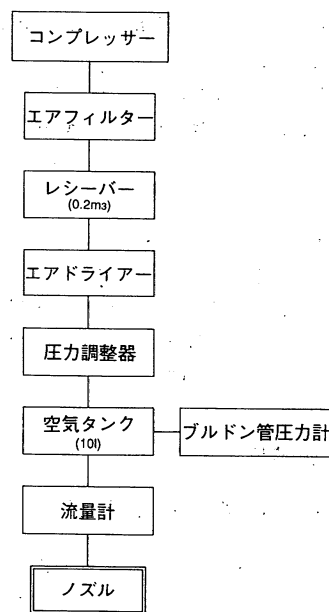 コンプレッサー
エアフィルター
レシーバー
(0.2m3)
エアドライアー
圧力調整器
空気タンク
(10l)
ブルドン管圧力計
流量計
ノズル